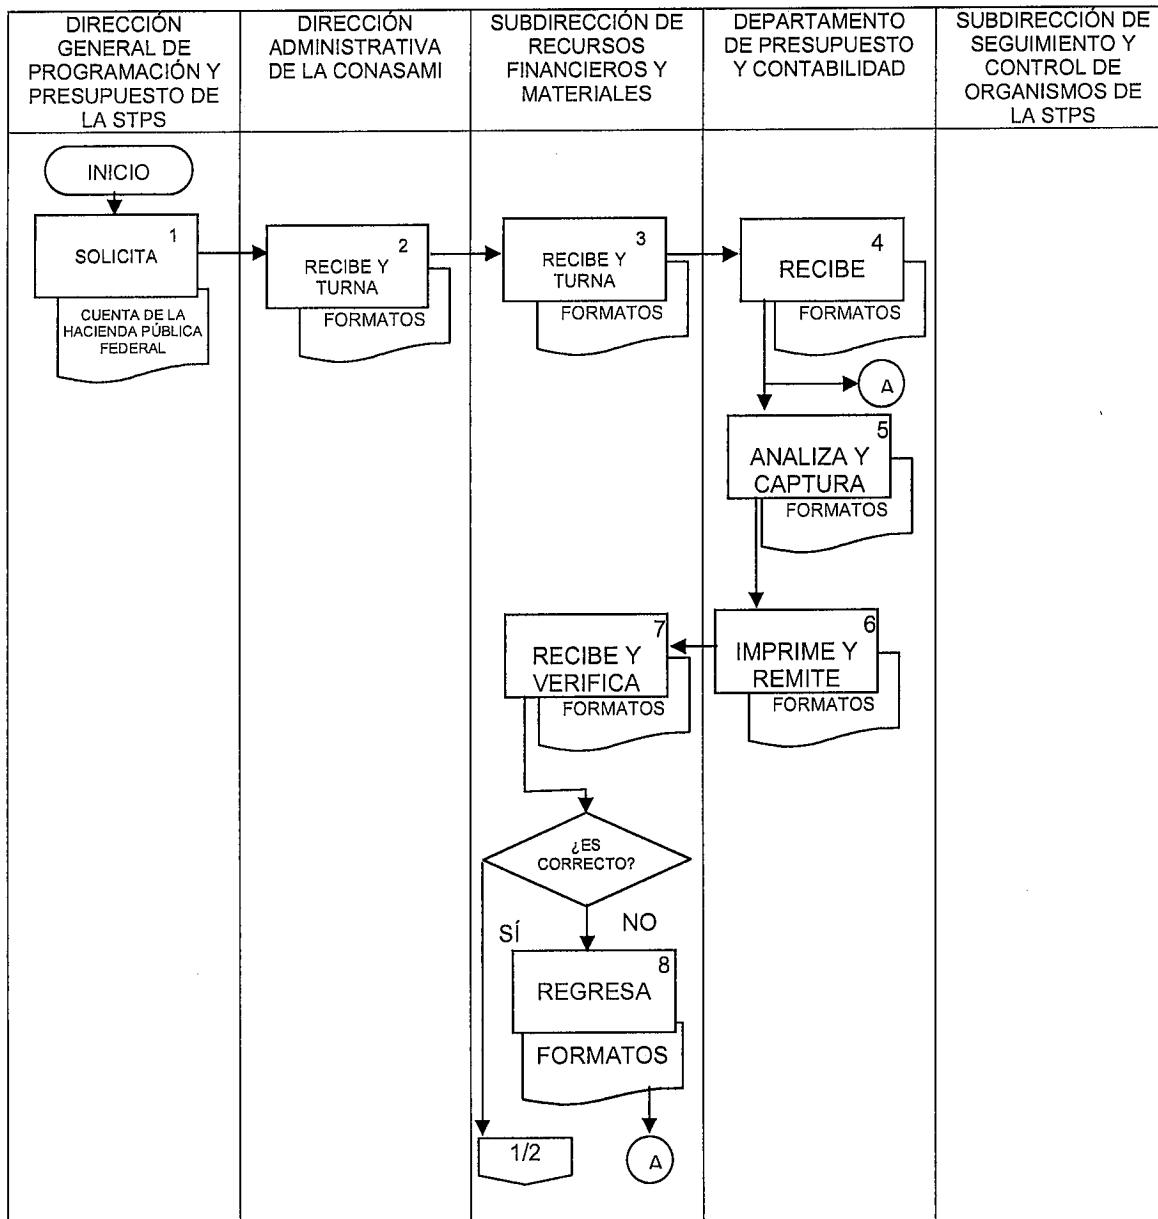 DIRECCIÓN
GENERAL DE
PROGRAMACIÓN Y
PRESUPUESTO DE
LA STPS
DIRECCIÓN
ADMINISTRATIVA
DE LA CONASAMI
SUBDIRECCIÓN DE
RECURSOS
FINANCIEROS Y
MATERIALES
DEPARTAMENTO
DE PRESUPUESTO
Y CONTABILIDAD
SUBDIRECCIÓN DE
SEGUIMIENTO Y
CONTROL DE
ORGANISMOS DE
LA STPS
INICIO
1
SOLICITA
CUENTA DE LA
HACIENDA PÚBLICA
FEDERAL
2
RECIBE Y
TURNA
FORMATOS
3
RECIBE Y
TURNA
FORMATOS
4
RECIBE
FORMATOS
A
5
ANALIZA Y
CAPTURA
FORMATOS
6
IMPRIME Y
REMITE
FORMATOS
7
RECIBE Y
VERIFICA
FORMATOS
¿ES
CORRECTO?
SÍ
NO
8
REGRESA
FORMATOS
1/2
A